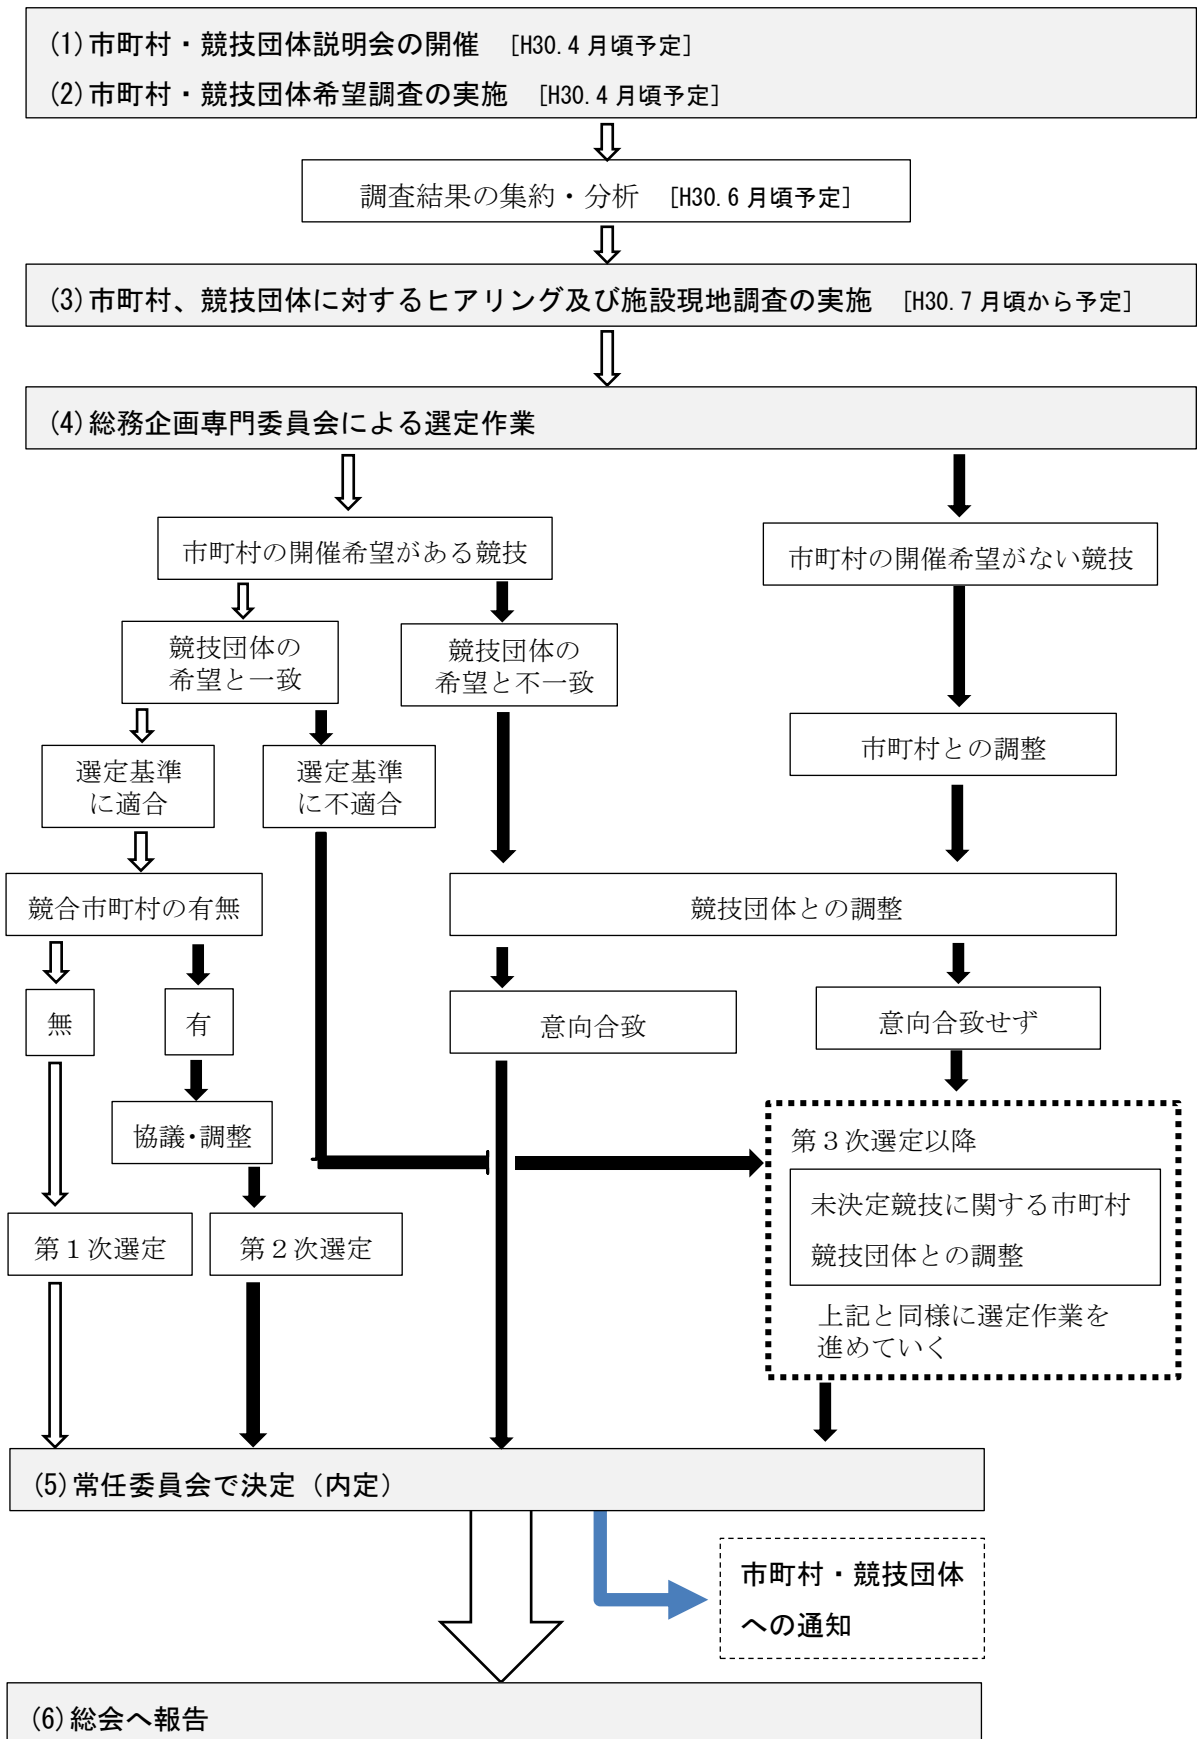 (1)市町村・競技団体説明会の開催 [H30.4月頃予定]
(2)市町村・競技団体希望調査の実施 [H30.4月頃予定]
調査結果の集約・分析 [H30.6月頃予定]
(3)市町村、競技団体に対するヒアリング及び施設現地調査の実施 [H30.7月頃から予定]
(4)総務企画専門委員会による選定作業
市町村の開催希望がある競技
市町村の開催希望がない競技
競技団体の
希望と一致
競技団体の
希望と不一致
市町村との調整
選定基準
に適合
選定基準
に不適合
競合市町村の有無
競技団体との調整
無
有
意向合致
意向合致せず
協議・調整
第3次選定以降
未決定競技に関する市町村
競技団体との調整
上記と同様に選定作業を
進めていく
第1次選定
第2次選定
(5)常任委員会で決定（内定）
市町村・競技団体
への通知
(6)総会へ報告